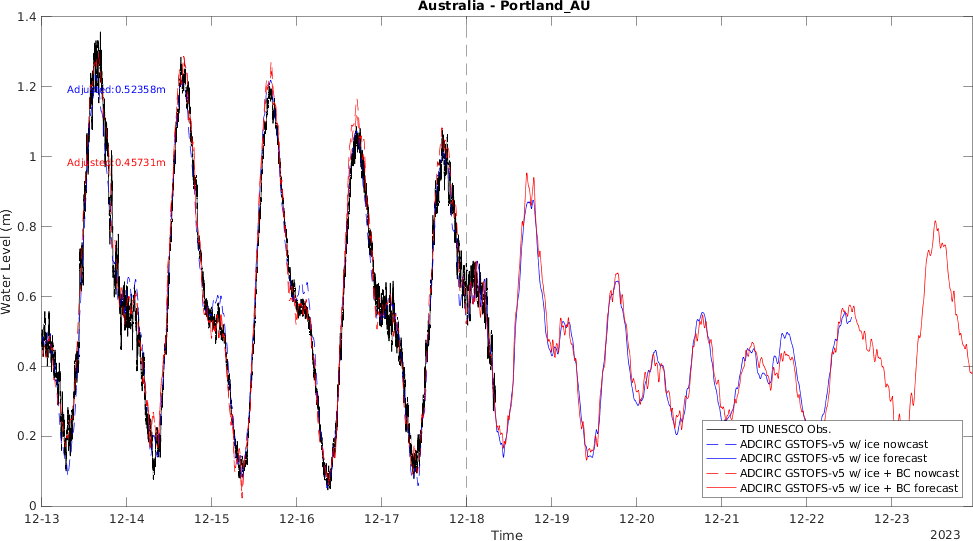 Australia - Portland_AU
1.4
1.2
1
0.8
0.6
0.4
0.2
0
Water Level (m)
Adjusted:0.52358m
Adjusted:0.45731m
TD UNESCO Obs.
ADCIRC GSTOFS-v5 w/ ice nowcast
ADCIRC GSTOFS-v5 w/ ice forecast
ADCIRC GSTOFS-v5 w/ ice + BC nowcast
ADCIRC GSTOFS-v5 w/ ice + BC forecast
12-13 12-14 12-15 12-16 12-17 12-18 12-19 12-20 12-21 12-22 12-23
Time
2023